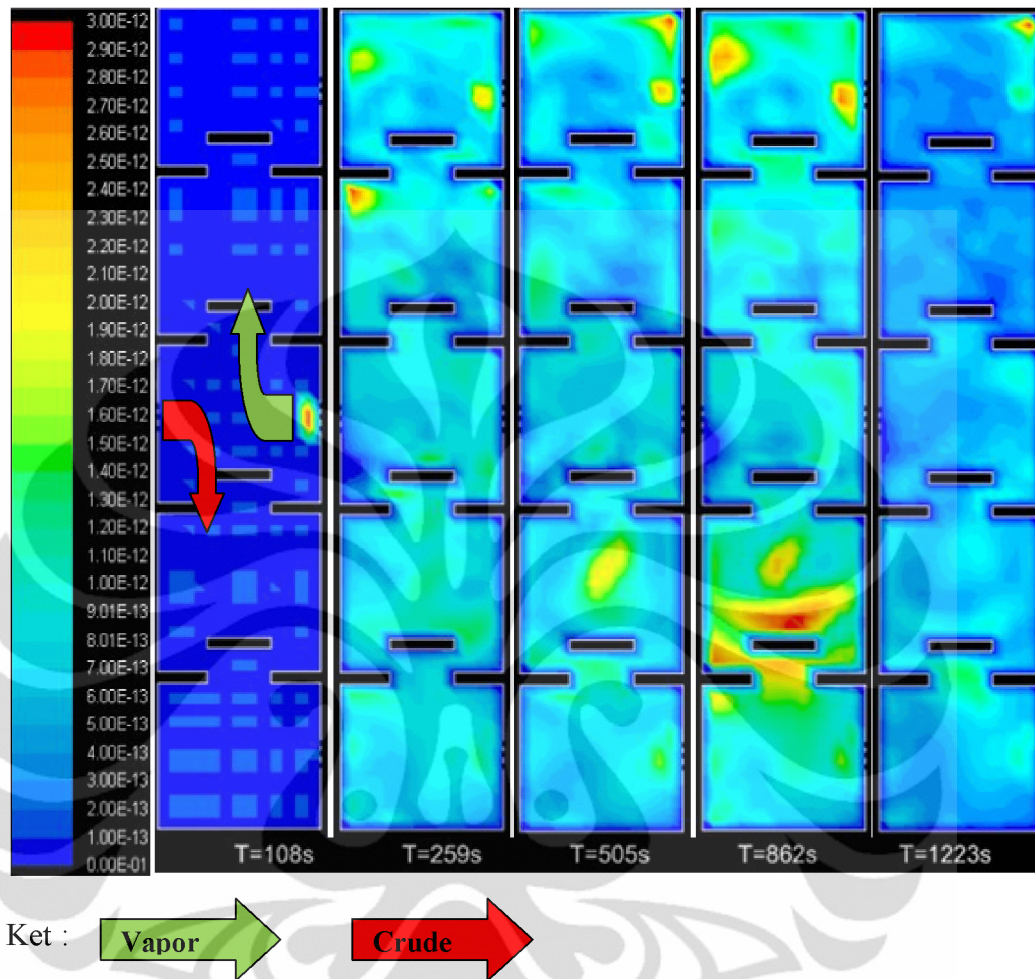 3.00E-12
2.90E-12
2.80E-12
2.70E-12
2.60E-12
2.50E-12
2.40E-12
2.30E-12
2.20E-12
2.10E-12
2.00E-12
1.90E-12
1.80E-12
1.70E-12
1.60E-12
1.50E-12
1.40E-12
1.30E-12
1.20E-12
1.10E-12
1.00E-12
9.01E-13
8.01E-13
7.00E-13
6.00E-13
5.00E-13
4.00E-13
3.00E-13
2.00E-13
1.00E-13
0.00E-01
T=108s T=259s T=505s T=862s T=1223s
Ket : Vapor Crude